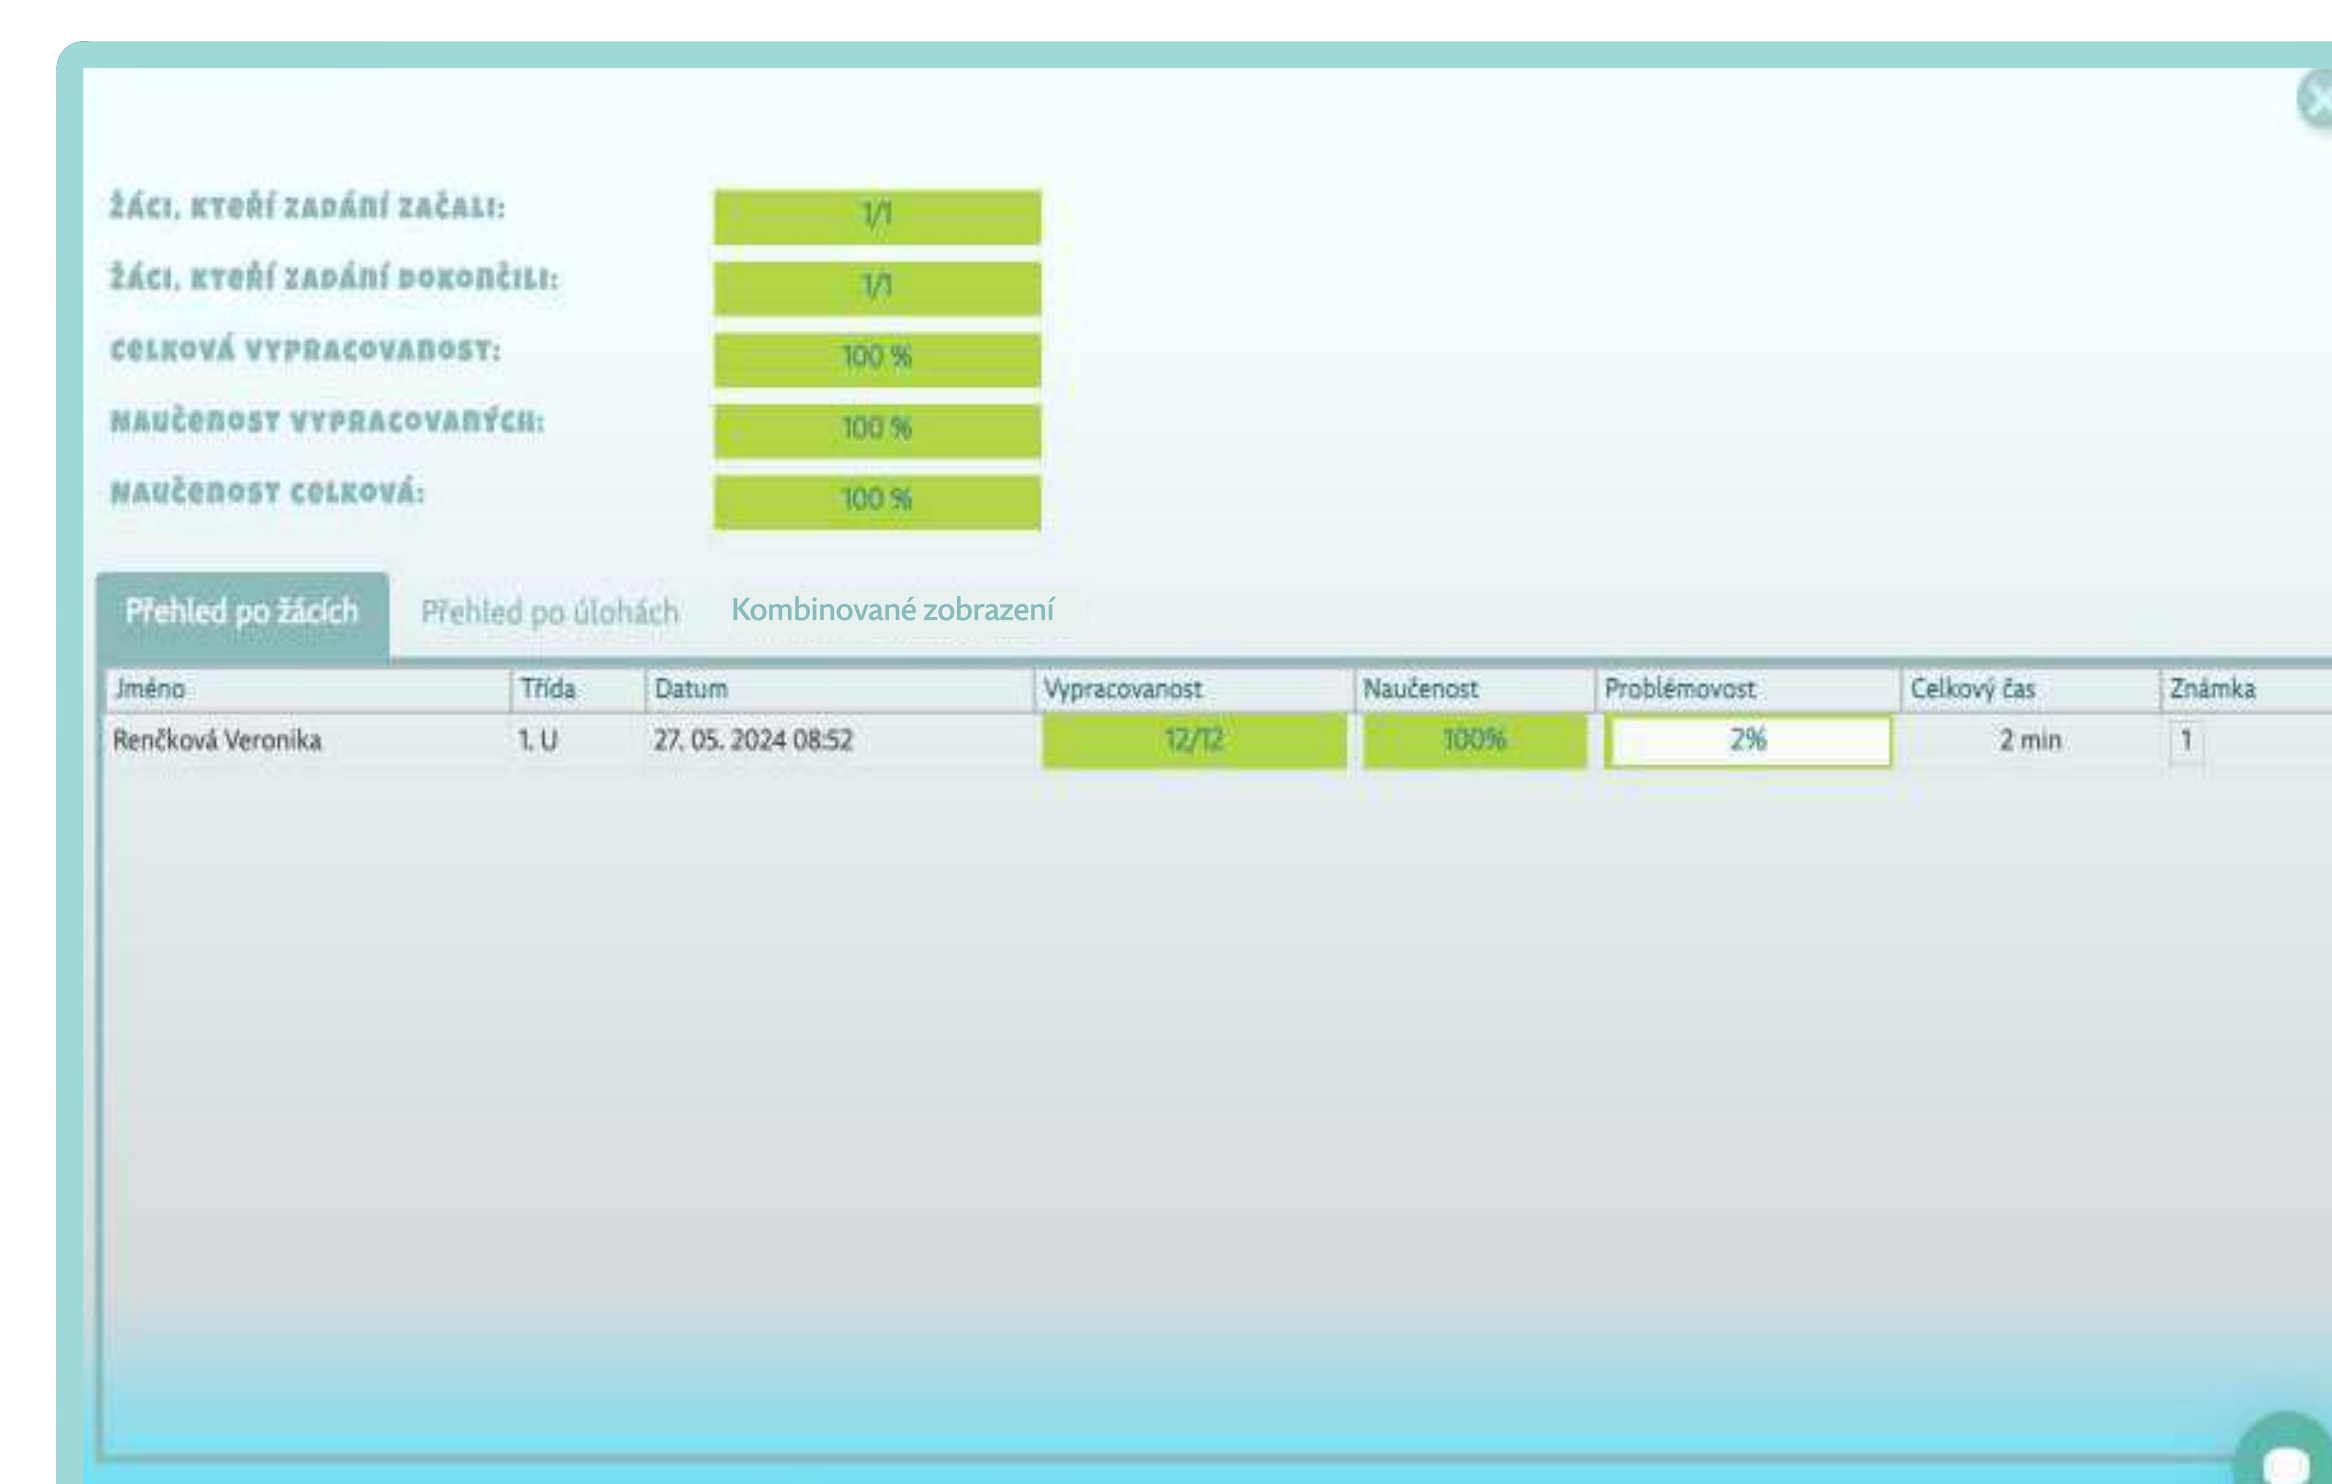 ŽÁCI, KTEŘÍ ZADÁNÍ ZAČALI: 1/1
ŽÁCI, KTEŘÍ ZADÁNÍ DOKONČILI: 1/1
CELKOVÁ VYPRACOVANOST: 100 %
NAUČENOST VYPRACOVANÝCH: 100 %
NAUČENOST CELKOVÁ: 100 %
Přehled po žácích Přehled po úlohách Kombinované zobrazení
Jméno Třída Datum Vypracovanost Naučenost Problémovost Celkový čas Známka
Renčková Veronika 1. U 27. 05. 2024 08:52 12/12 100% 2% 2 min 1